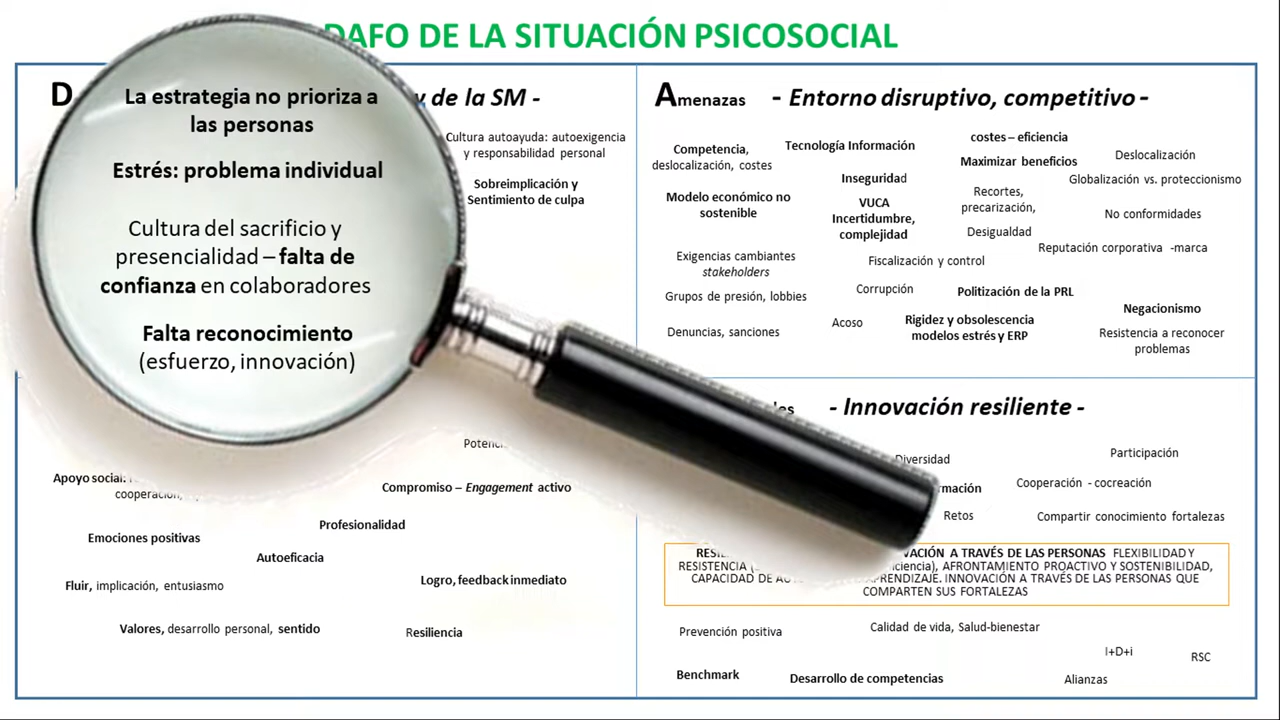 DAFO DE LA SITUACIÓN PSICOSOCIAL
D
y de la SM -
La estrategia no prioriza a
las personas
Estrés: problema individual
Cultura del sacrificio y
presencialidad – falta de
confianza en colaboradores
Falta reconocimiento
(esfuerzo, innovación)
Cultura autoayuda: autoexigencia
y responsabilidad personal
Sobreimplicación y
Sentimiento de culpa
Amenazas - Entorno disruptivo, competitivo -
Competencia,
deslocalización, costes
Tecnología Información
costes – eficiencia
Maximizar beneficios
Deslocalización
Inseguridad
Globalización vs. proteccionismo
Modelo económico no
sostenible
VUCA
Incertidumbre,
complejidad
Recortes,
precarización,
Desigualdad
No conformidades
Reputación corporativa -marca
Exigencias cambiantes
stakeholders
Fiscalización y control
Grupos de presión, lobbies
Corrupción
Politización de la PRL
Negacionismo
Denuncias, sanciones
Acoso
Rigidez y obsolescencia
modelos estrés y ERP
Resistencia a reconocer
problemas
Apoyo social:
cooperación,
Compromiso – Engagement activo
Profesionalidad
Emociones positivas
Autoeficacia
Fluir, implicación, entusiasmo
Logro, feedback inmediato
Valores, desarrollo personal, sentido
Resiliencia
- Innovación resiliente -
Diversidad
Participación
Cooperación - cocreación
Retos
Compartir conocimiento fortalezas
A TRAVÉS DE LAS PERSONAS FLEXIBILIDAD Y
RESISTENCIA AFRONTAMIENTO PROACTIVO Y SOSTENIBILIDAD,
CAPACIDAD DE APRENDIZAJE. INNOVACIÓN A TRAVÉS DE LAS PERSONAS QUE
COMPARTEN SUS FORTALEZAS
Prevención positiva
Calidad de vida, Salud-bienestar
I+D+i
RSC
Benchmark
Desarrollo de competencias
Alianzas